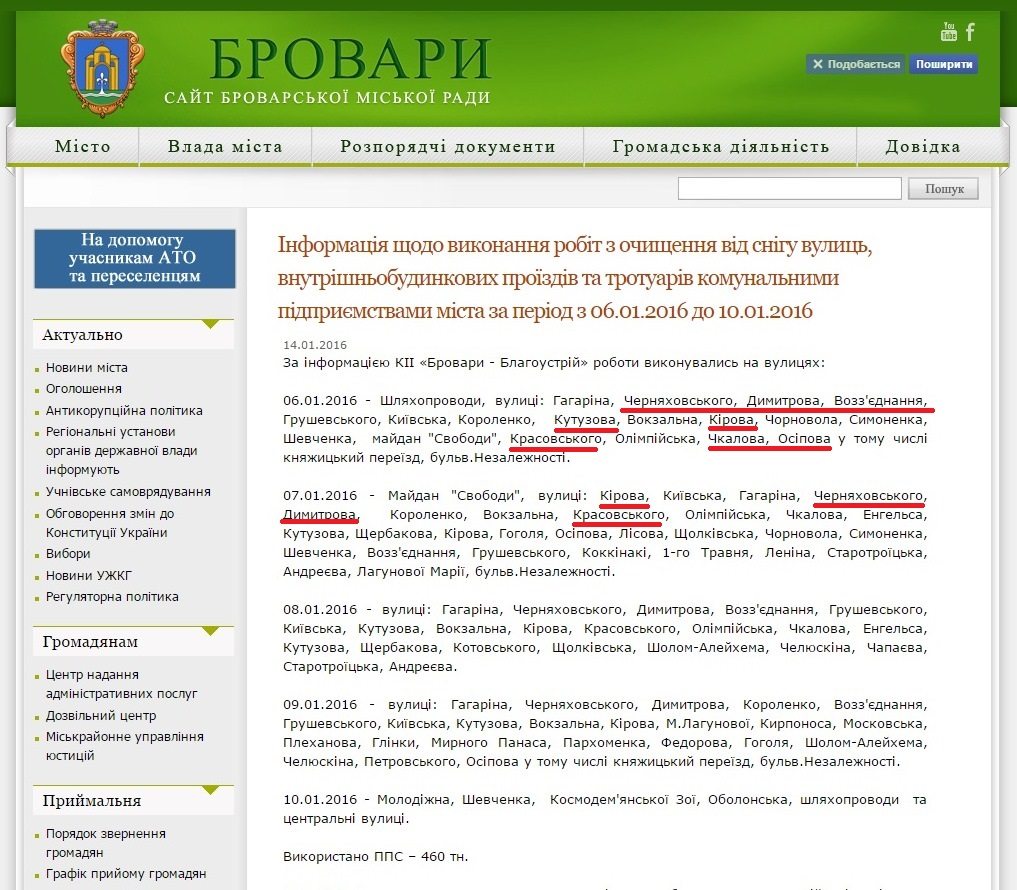 БРОВАРИ
САЙТ БРОВАРСЬКОЇ МІСЬКОЇ РАДИ
You Tube
Подобається Поширити
Місто Влада міста Розпорядчі документи Громадська діяльність Довідка
Пошук
На допомогу
учасникам АТО
та переселенцям
Актуально
Новини міста
Оголошення
Антикорупційна політика
Регіональні установи
органів державної влади
інформують
Учнівське самоврядування
Обговорення змін до
Конституції України
Вибори
Новини УЖКГ
Регуляторна політика
Громадянам
Центр надання
адміністративних послуг
Дозвільний центр
Міськрайонне управління
юстицій
Приймальня
Порядок звернення
громадян
Графік прийому громадян
Інформація щодо виконання робіт з очищення від снігу вулиць,
внутрішньобудинкових проїздів та тротуарів комунальними
підприємствами міста за період з 06.01.2016 до 10.01.2016
14.01.2016
За інформацією КІІ «Бровари - Благоустрій» роботи виконувались на вулицях:
06.01.2016 - Шляхопроводи, вулиці: Гагаріна, Черняховського, Димитрова, Возз'єднання,
Грушевського, Київська, Короленко, Кутузова, Вокзальна, Кірова, Чорновола, Симоненка,
Шевченка, майдан "Свободи", Красовського, Олімпійська, Чкалова, Осіпова у тому числі
княжицький переїзд, бульв.Незалежності.
07.01.2016 - Майдан "Свободи", вулиці: Кірова, Київська, Гагаріна, Черняховського,
Димитрова, Короленко, Вокзальна, Красовського, Олімпійська, Чкалова, Енгельса,
Кутузова, Щербакова, Кірова, Гоголя, Осіпова, Лісова, Щолківська, Чорновола, Симоненка,
Шевченка, Возз'єднання, Грушевського, Коккінакі, 1-го Травня, Леніна, Старотроїцька,
Андреєва, Лагунової Марії, бульв.Незалежності.
08.01.2016 - вулиці: Гагаріна, Черняховського, Димитрова, Возз'єднання, Грушевського,
Київська, Кутузова, Вокзальна, Кірова, Красовського, Олімпійська, Чкалова, Енгельса,
Кутузова, Щербакова, Котовського, Щолківська, Шолом-Алейхема, Челюскіна, Чапаєва,
Старотроїцька, Андреєва.
09.01.2016 - вулиці: Гагаріна, Черняховського, Димитрова, Короленко, Возз'єднання,
Грушевського, Київська, Кутузова, Вокзальна, Кірова, М.Лагунової, Кирпоноса, Московська,
Плеханова, Глінки, Мирного Панаса, Пархоменка, Федорова, Гоголя, Шолом-Алейхема,
Челюскіна, Петровського, Осіпова у тому числі княжицький переїзд, бульв.Незалежності.
10.01.2016 - Молодіжна, Шевченка, Космодем'янської Зої, Оболонська, шляхопроводи та
центральні вулиці.
Використано ППС – 460 тн.